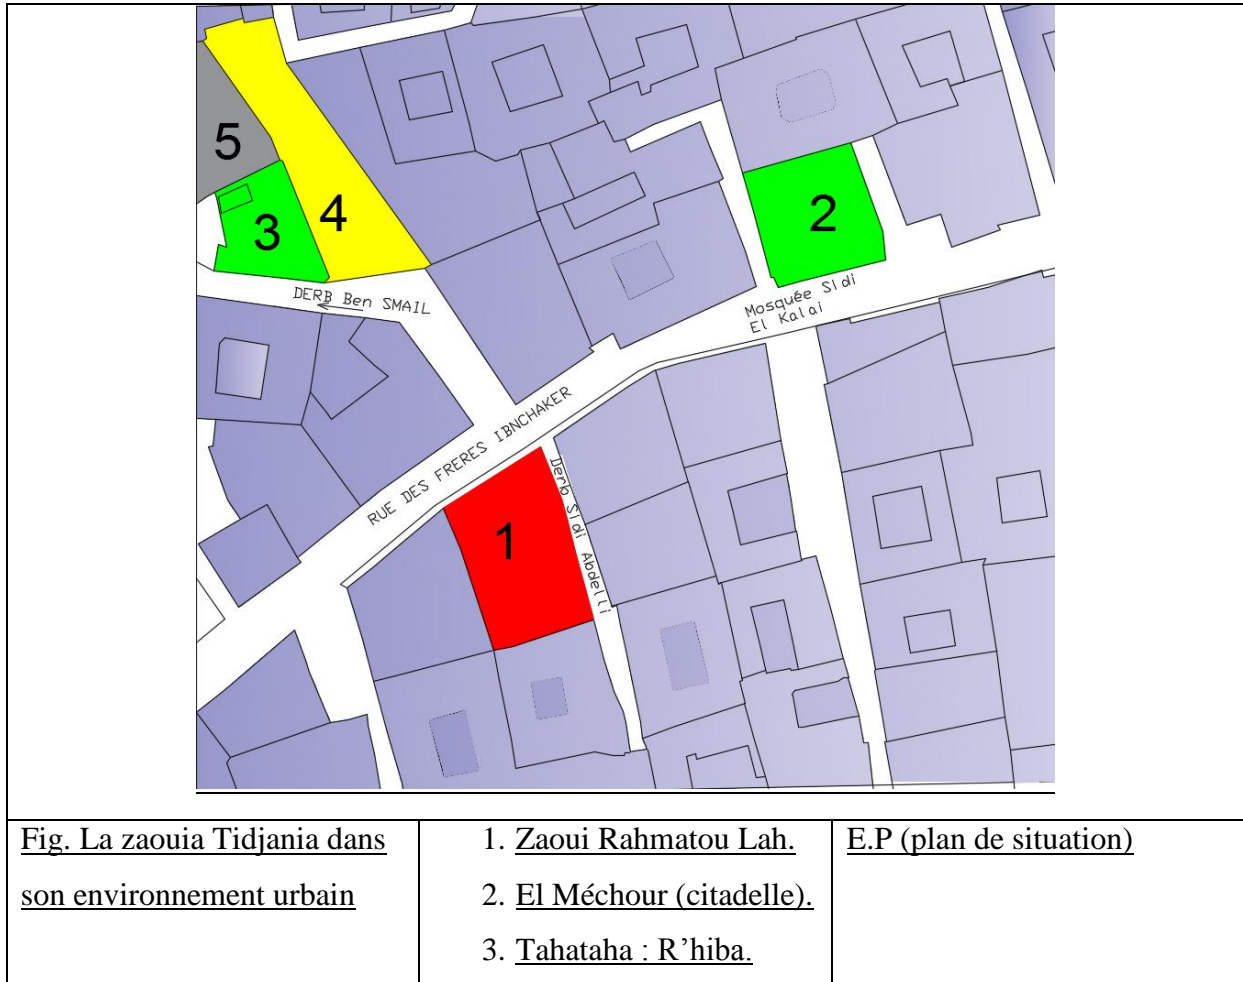 5
4
3
2
DERB Ben SMAIL
Mosquée Sidi
El Kalai
RUE DES FRERES IBNCHAKER
Derb Sidi Abdelli
1
Fig. La zaouia Tidjania dans
son environnement urbain
1. Zaoui Rahmatou Lah.
2. El Méchour (citadelle).
3. Tahataha : R’hiba.
E.P (plan de situation)